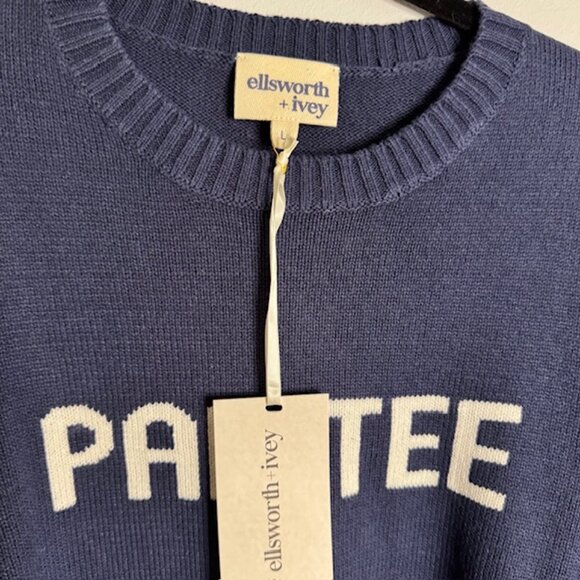 ellsworth
+ ivey
L
PA TEE
ellsworth+ivey